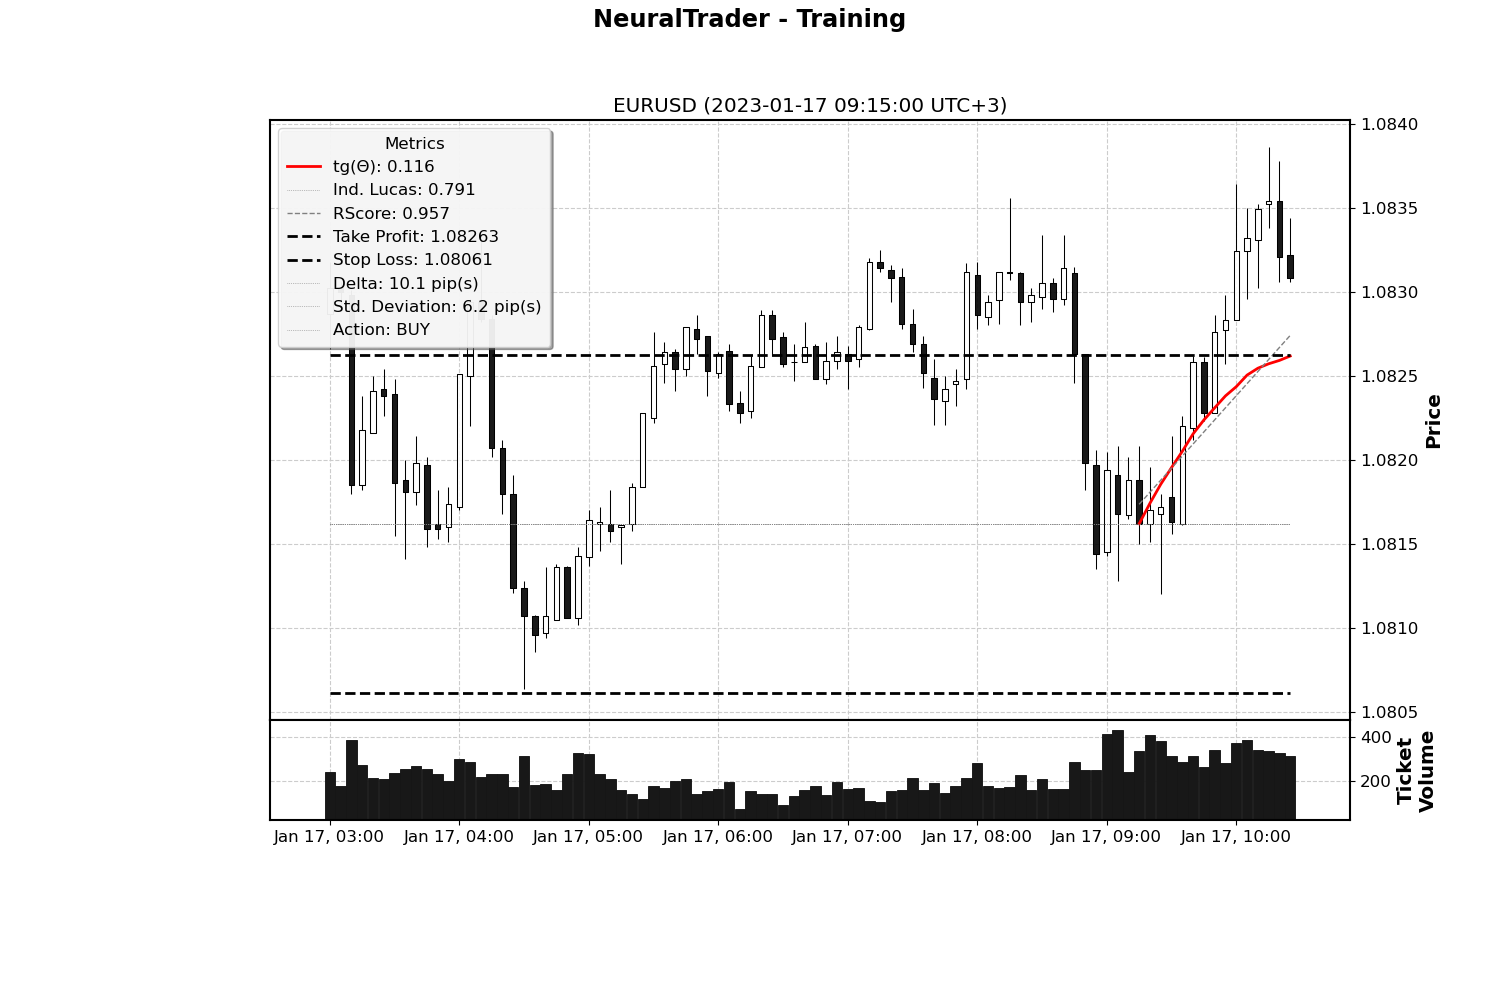 NeuralTrader - Training
EURUSD (2023-01-17 09:15:00 UTC+3)
Metrics
tg(Θ): 0.116
Ind. Lucas: 0.791
RScore: 0.957
Take Profit: 1.08263
Stop Loss: 1.08061
Delta: 10.1 pip(s)
Std. Deviation: 6.2 pip(s)
Action: BUY
1.0840
1.0835
1.0830
1.0825
1.0820
1.0815
1.0810
1.0805
Price
400
200
Ticket
Volume
Jan 17, 03:00 Jan 17, 04:00 Jan 17, 05:00 Jan 17, 06:00 Jan 17, 07:00 Jan 17, 08:00 Jan 17, 09:00 Jan 17, 10:00